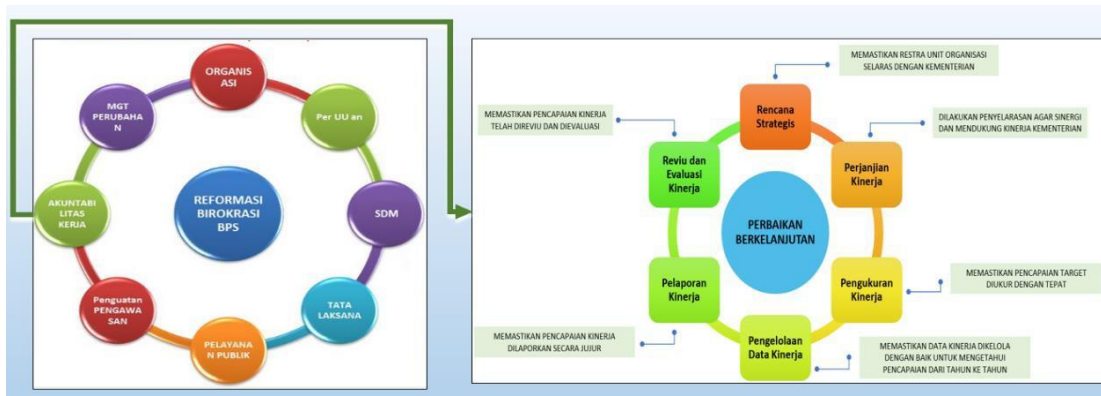 ORGANIS
ASI
Per UU an
SDM
TATA
LAKSANA
PELAYANA
N PUBLIK
Penguatan
PENGAWA
SAN
AKUNTABI
LITAS
KERJA
MGT
PERUBAHA
N
REFORMASI
BIROKRASI
BPS
MEMASTIKAN RESTRA UNIT ORGANISASI
SELARAS DENGAN KEMENTERIAN
Rencana
Strategis
DILAKUKAN PENYELARASAN AGAR SINERGI
DAN MENDUKUNG KINERJA KEMENTERIAN
Perjanjian
Kinerja
MEMASTIKAN PENCAPAIAN TARGET
DIUKUR DENGAN TEPAT
Pengukuran
Kinerja
MEMASTIKAN DATA KINERJA DIKELOLA
DENGAN BAIK UNTUK MENGETAHUI
PENCAPAIAN DARI TAHUN KE TAHUN
Pengelolaan
Data Kinerja
MEMASTIKAN PENCAPAIAN KINERJA
DILAPORKAN SECARA JUJUR
Pelaporan
Kinerja
MEMASTIKAN PENCAPAIAN KINERJA
TELAH DIREVIU DAN DIEVALUASI
Reviu dan
Evaluasi
Kinerja
PERBAIKAN
BERKELANJUTAN